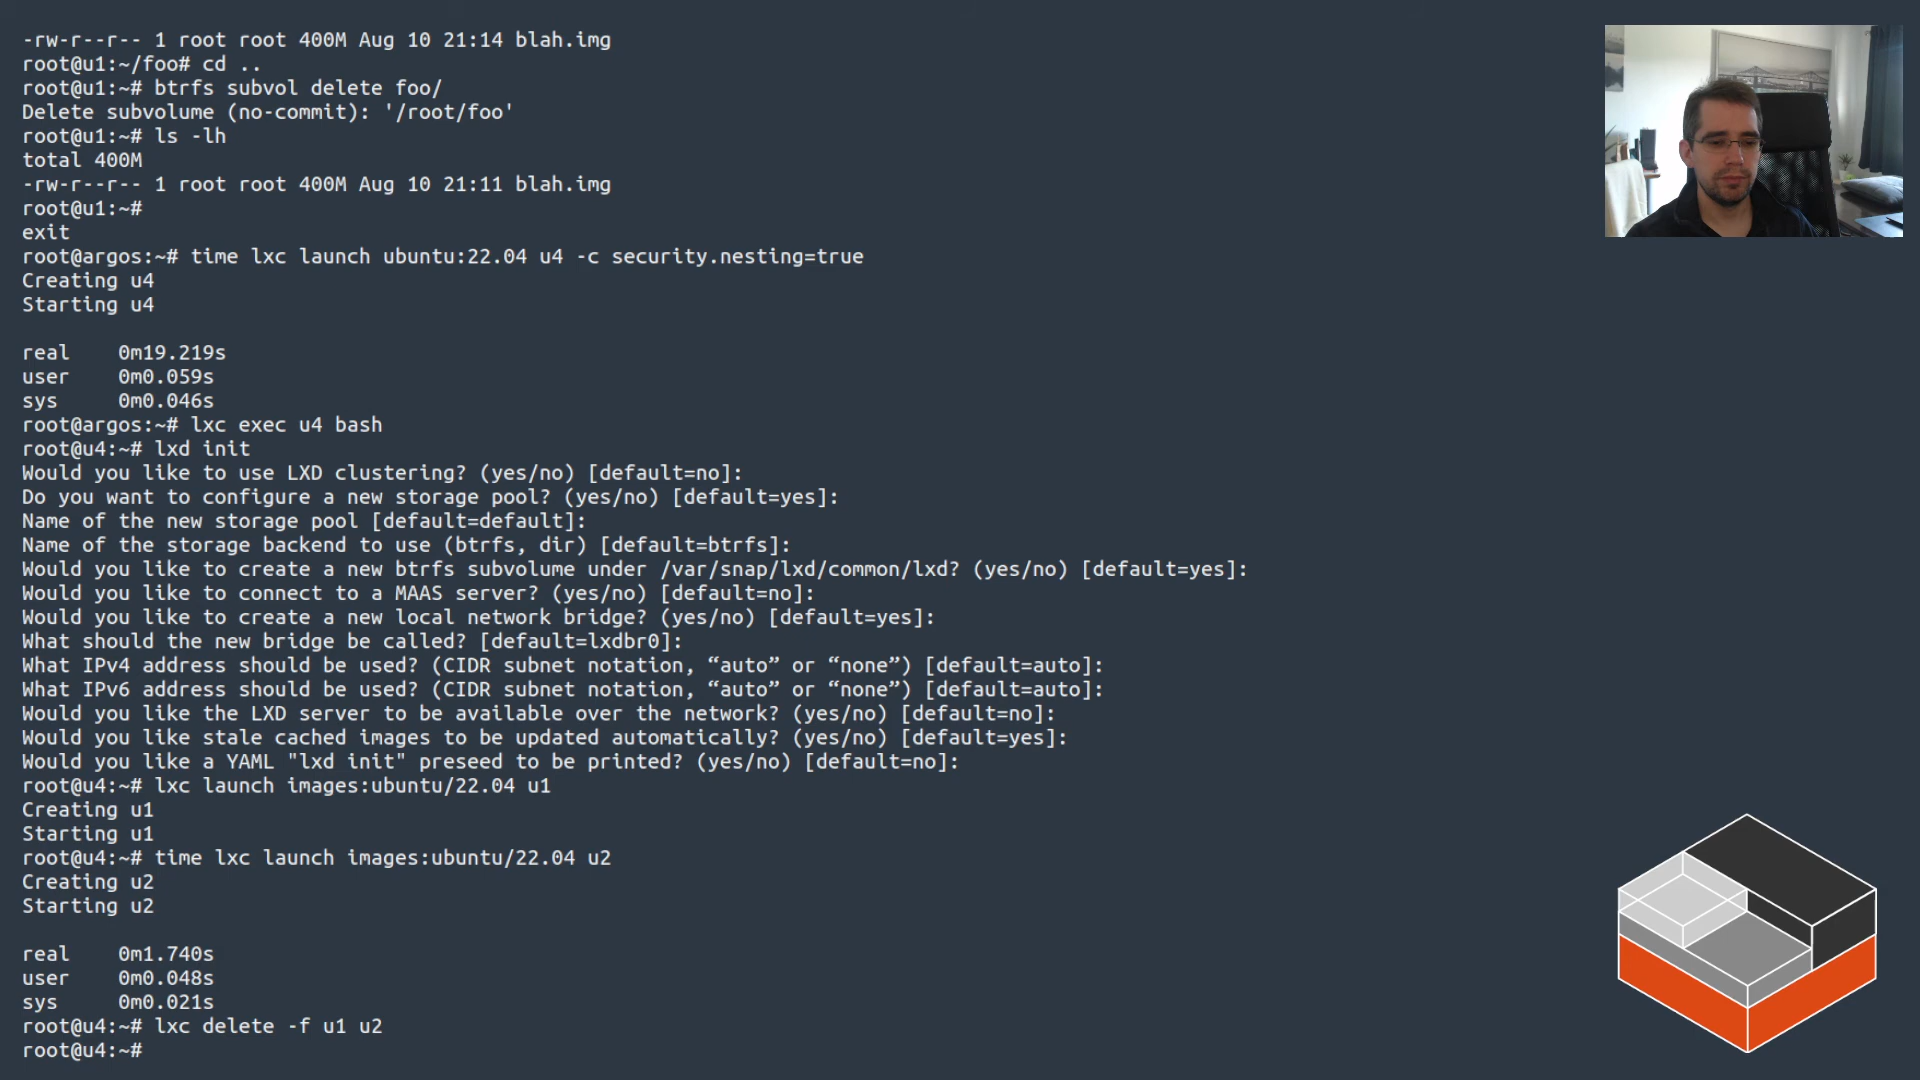 -rw-r--r-- 1 root root 400M Aug 10 21:14 blah.img
root@u1:~/foo# cd ..
root@u1:~# btrfs subvol delete foo/
Delete subvolume (no-commit): '/root/foo'
root@u1:~# ls -lh
total 400M
-rw-r--r-- 1 root root 400M Aug 10 21:11 blah.img
root@u1:~#
exit
root@argos:~# time lxc launch ubuntu:22.04 u4 -c security.nesting=true
Creating u4
Starting u4
real    0m19.219s
user    0m0.059s
sys     0m0.046s
root@argos:~# lxc exec u4 bash
root@u4:~# lxd init
Would you like to use LXD clustering? (yes/no) [default=no]:
Do you want to configure a new storage pool? (yes/no) [default=yes]:
Name of the new storage pool [default=default]:
Name of the storage backend to use (btrfs, dir) [default=btrfs]:
Would you like to create a new btrfs subvolume under /var/snap/lxd/common/lxd? (yes/no) [default=yes]:
Would you like to connect to a MAAS server? (yes/no) [default=no]:
Would you like to create a new local network bridge? (yes/no) [default=yes]:
What should the new bridge be called? [default=lxdbr0]:
What IPv4 address should be used? (CIDR subnet notation, “auto” or “none”) [default=auto]:
What IPv6 address should be used? (CIDR subnet notation, “auto” or “none”) [default=auto]:
Would you like the LXD server to be available over the network? (yes/no) [default=no]:
Would you like stale cached images to be updated automatically? (yes/no) [default=yes]:
Would you like a YAML "lxd init" preseed to be printed? (yes/no) [default=no]:
root@u4:~# lxc launch images:ubuntu/22.04 u1
Creating u1
Starting u1
root@u4:~# time lxc launch images:ubuntu/22.04 u2
Creating u2
Starting u2
real    0m1.740s
user    0m0.048s
sys     0m0.021s
root@u4:~# lxc delete -f u1 u2
root@u4:~#